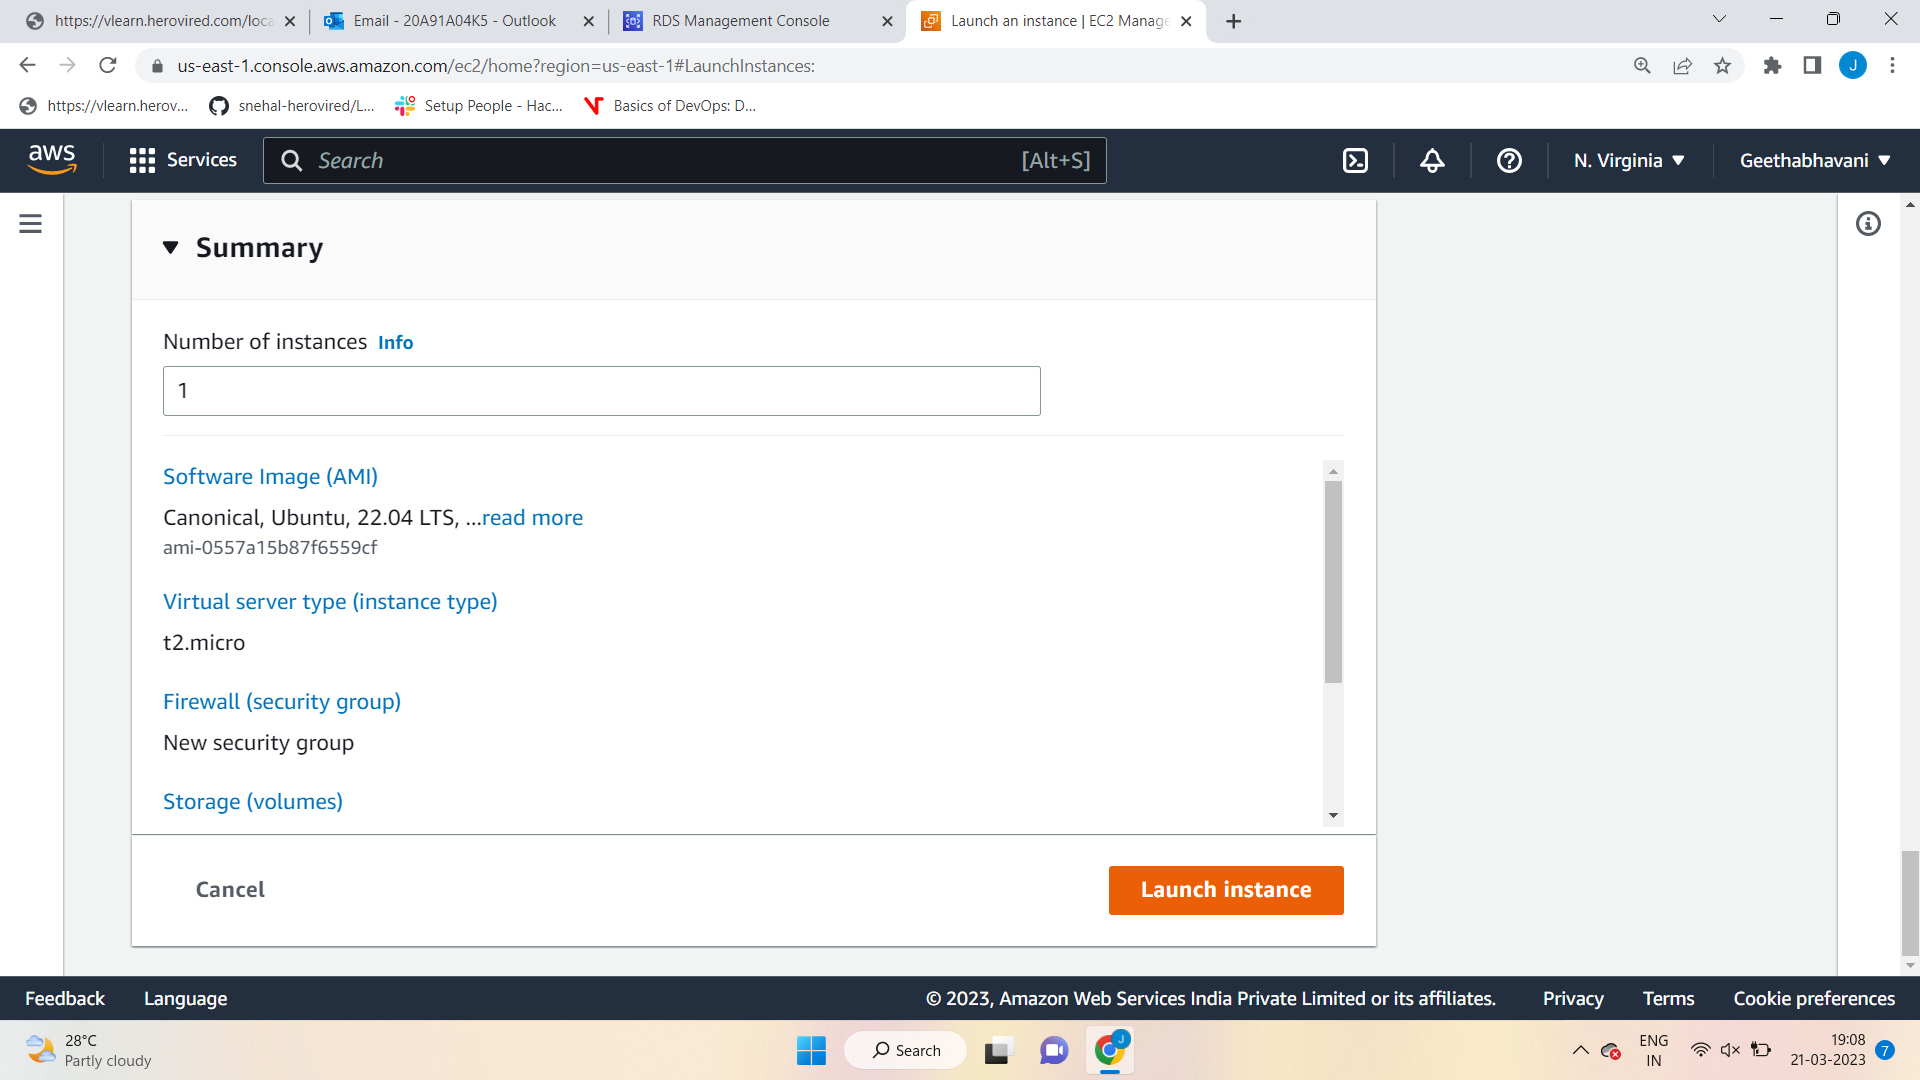 https://vlearn.herovired.com/loca
Email - 20A91A04K5 - Outlook
RDS Management Console
Launch an instance | EC2 Manage
us-east-1.console.aws.amazon.com/ec2/home?region=us-east-1#LaunchInstances:
J
https://vlearn.herov...
snehal-herovired/L...
Setup People - Hac...
Basics of DevOps: D...
aws
Services
Search
[Alt+S]
N. Virginia
Geethabhavani
Summary
Number of instances Info
1
Software Image (AMI)
Canonical, Ubuntu, 22.04 LTS, ...read more
ami-0557a15b87f6559cf
Virtual server type (instance type)
t2.micro
Firewall (security group)
New security group
Storage (volumes)
Cancel
Launch instance
Feedback
Language
© 2023, Amazon Web Services India Private Limited or its affiliates.
Privacy
Terms
Cookie preferences
28°C
Partly cloudy
Search
J
ENG
IN
19:08
21-03-2023
7